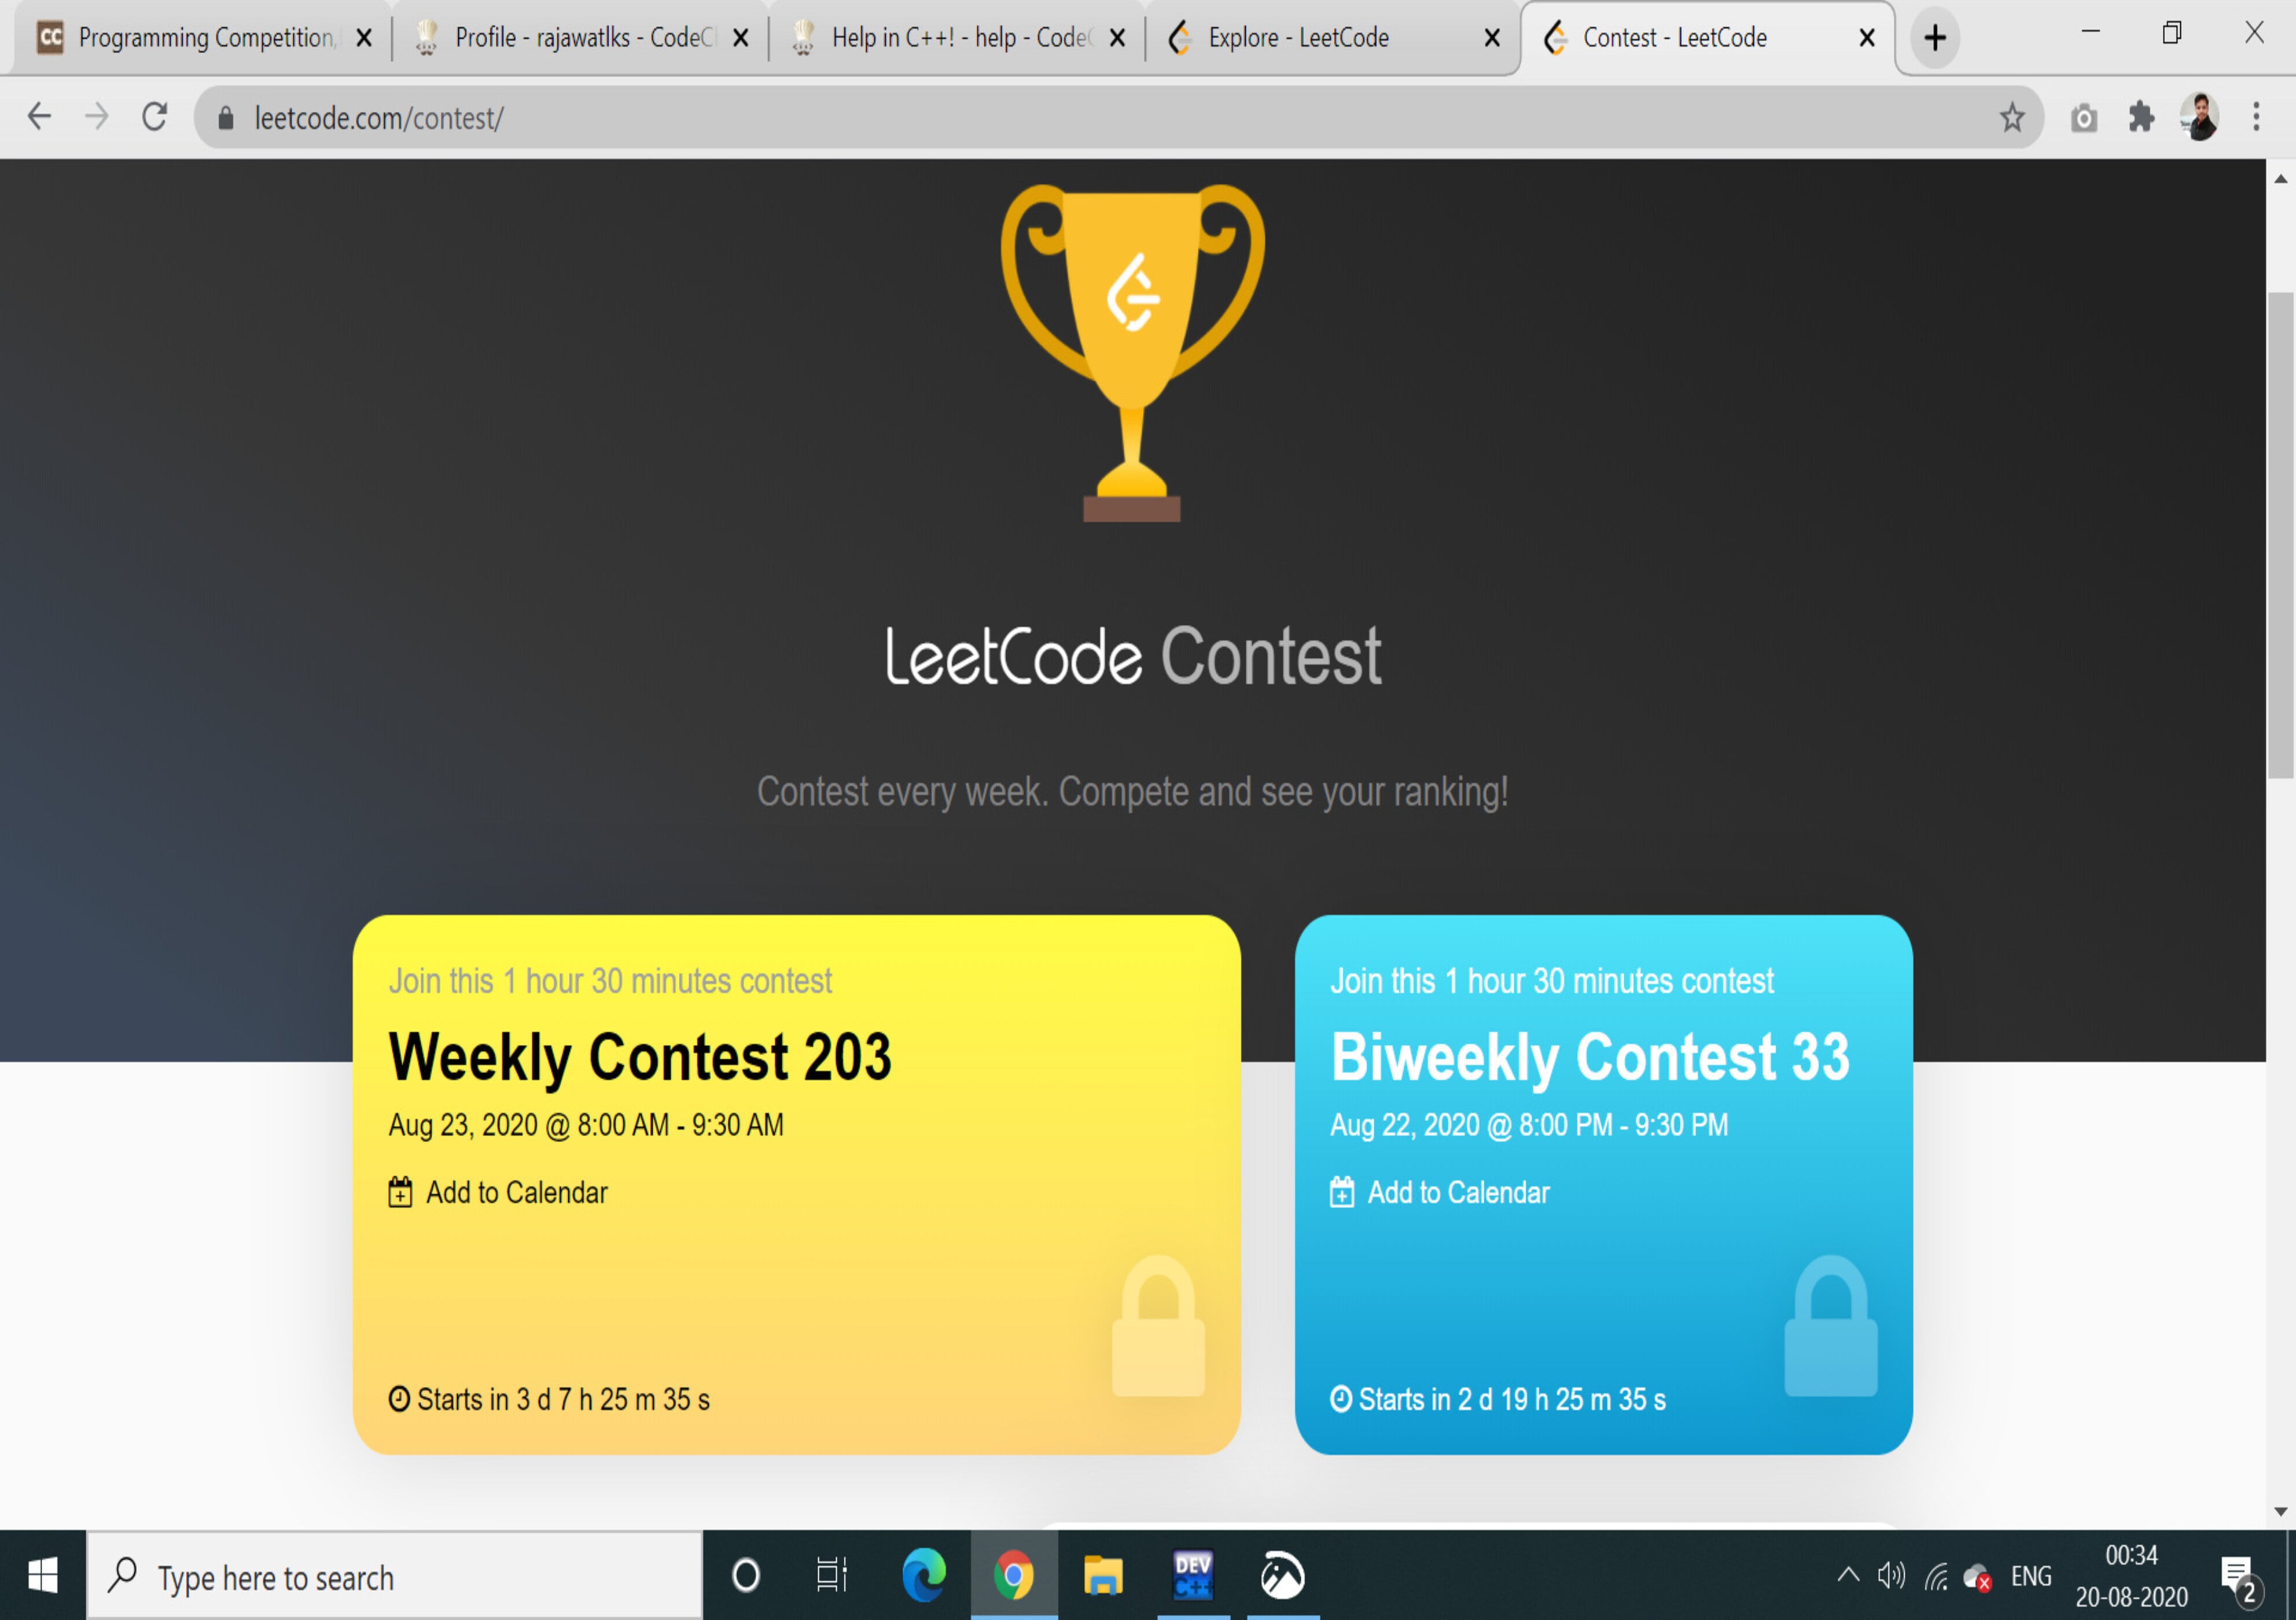 CC Programming Competition,
Profile - rajawatlks - CodeC
Help in C++! - help - Code
Explore - LeetCode
Contest - LeetCode
leetcode.com/contest/
LeetCode Contest
Contest every week. Compete and see your ranking!
Join this 1 hour 30 minutes contest
Weekly Contest 203
Aug 23, 2020 @ 8:00 AM - 9:30 AM
Add to Calendar
Starts in 3 d 7 h 25 m 35 s
Join this 1 hour 30 minutes contest
Biweekly Contest 33
Aug 22, 2020 @ 8:00 PM - 9:30 PM
Add to Calendar
Starts in 2 d 19 h 25 m 35 s
Type here to search
DEV
C++
ENG
00:34
20-08-2020
2